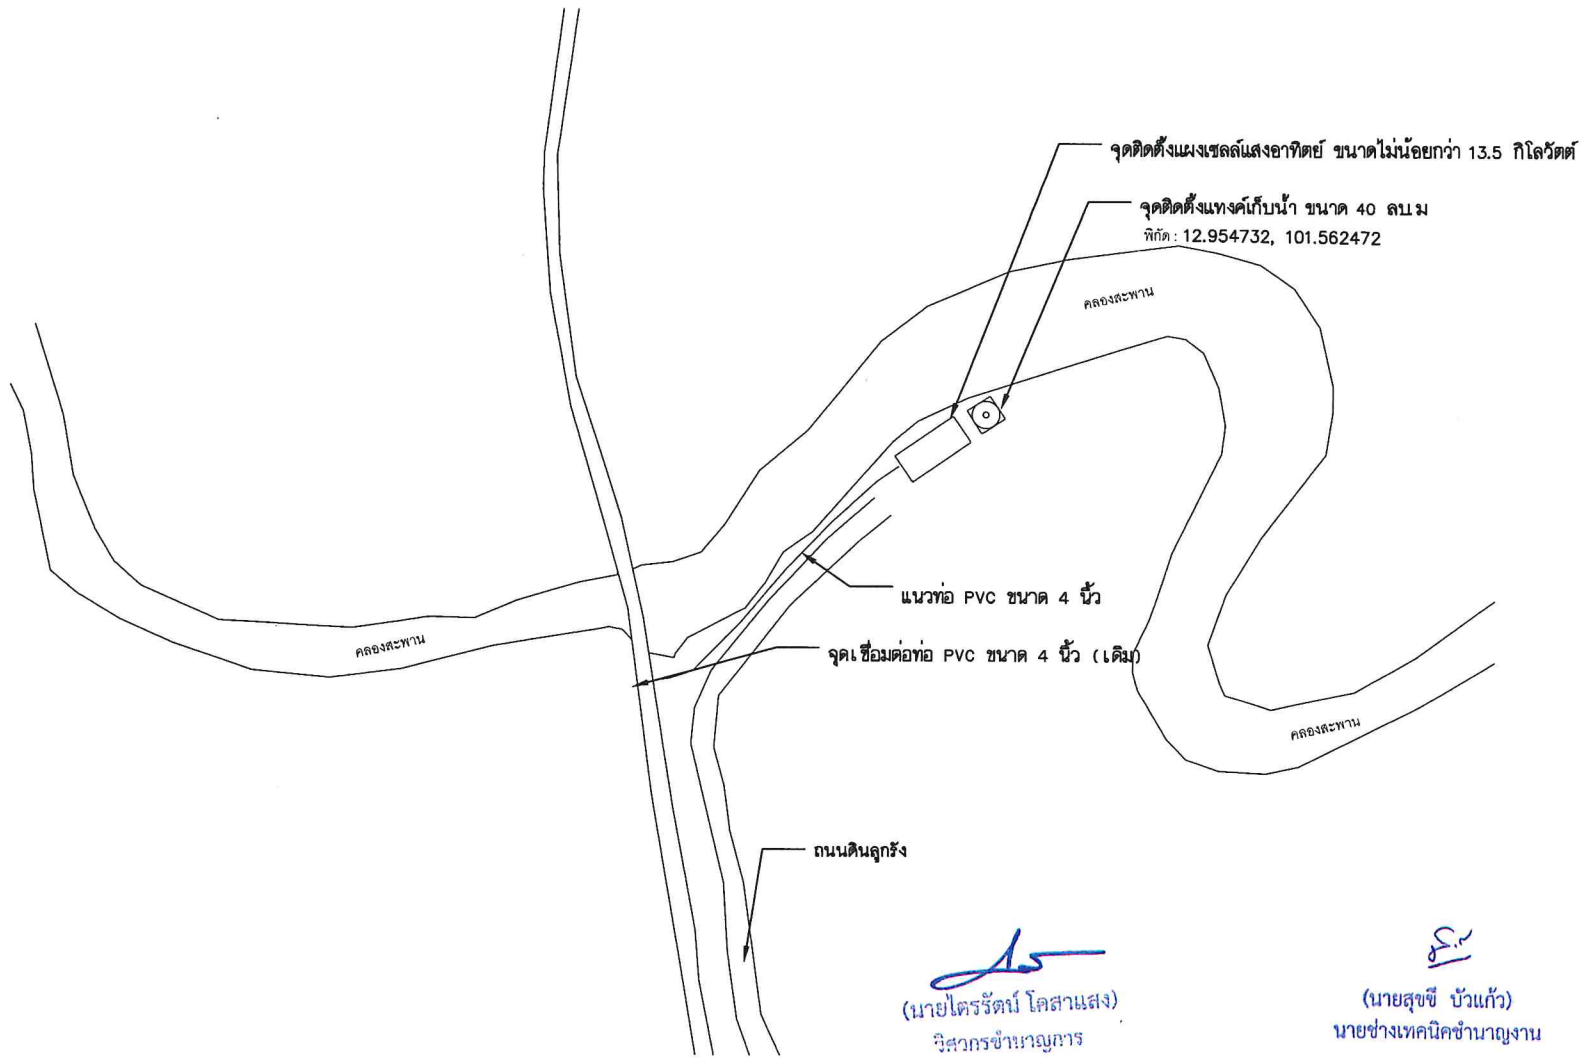 จุดติดตั้งแผงเซลล์แสงอาทิตย์ ขนาดไม่น้อยกว่า 13.5 กิโลวัตต์
จุดติดตั้งแทงค์เก็บน้ำ ขนาด 40 ลบ.ม
พิกัด : 12.954732, 101.562472
คลองสะพาน
แนวท่อ PVC ขนาด 4 นิ้ว
คลองสะพาน
จุดเชื่อมต่อท่อ PVC ขนาด 4 นิ้ว (เดิม)
คลองสะพาน
ถนนดินลูกรัง
(นายไตรรัตน์ โคสาแสง)
วิศวกรชำนาญการ
(นายสุขขี บัวแก้ว)
นายช่างเทคนิคชำนาญงาน